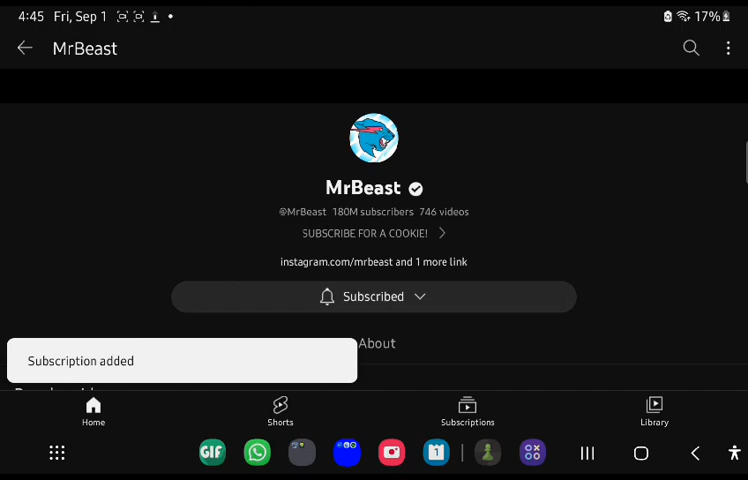 4:45 Fri, Sep 1 17%
MrBeast
MrBeast
@MrBeast 180M subscribers 746 videos
SUBSCRIBE FOR A COOKIE!
instagram.com/mrbeast and 1 more link
Subscribed
About
Subscription added
Home Shorts Subscriptions Library
GIF
1